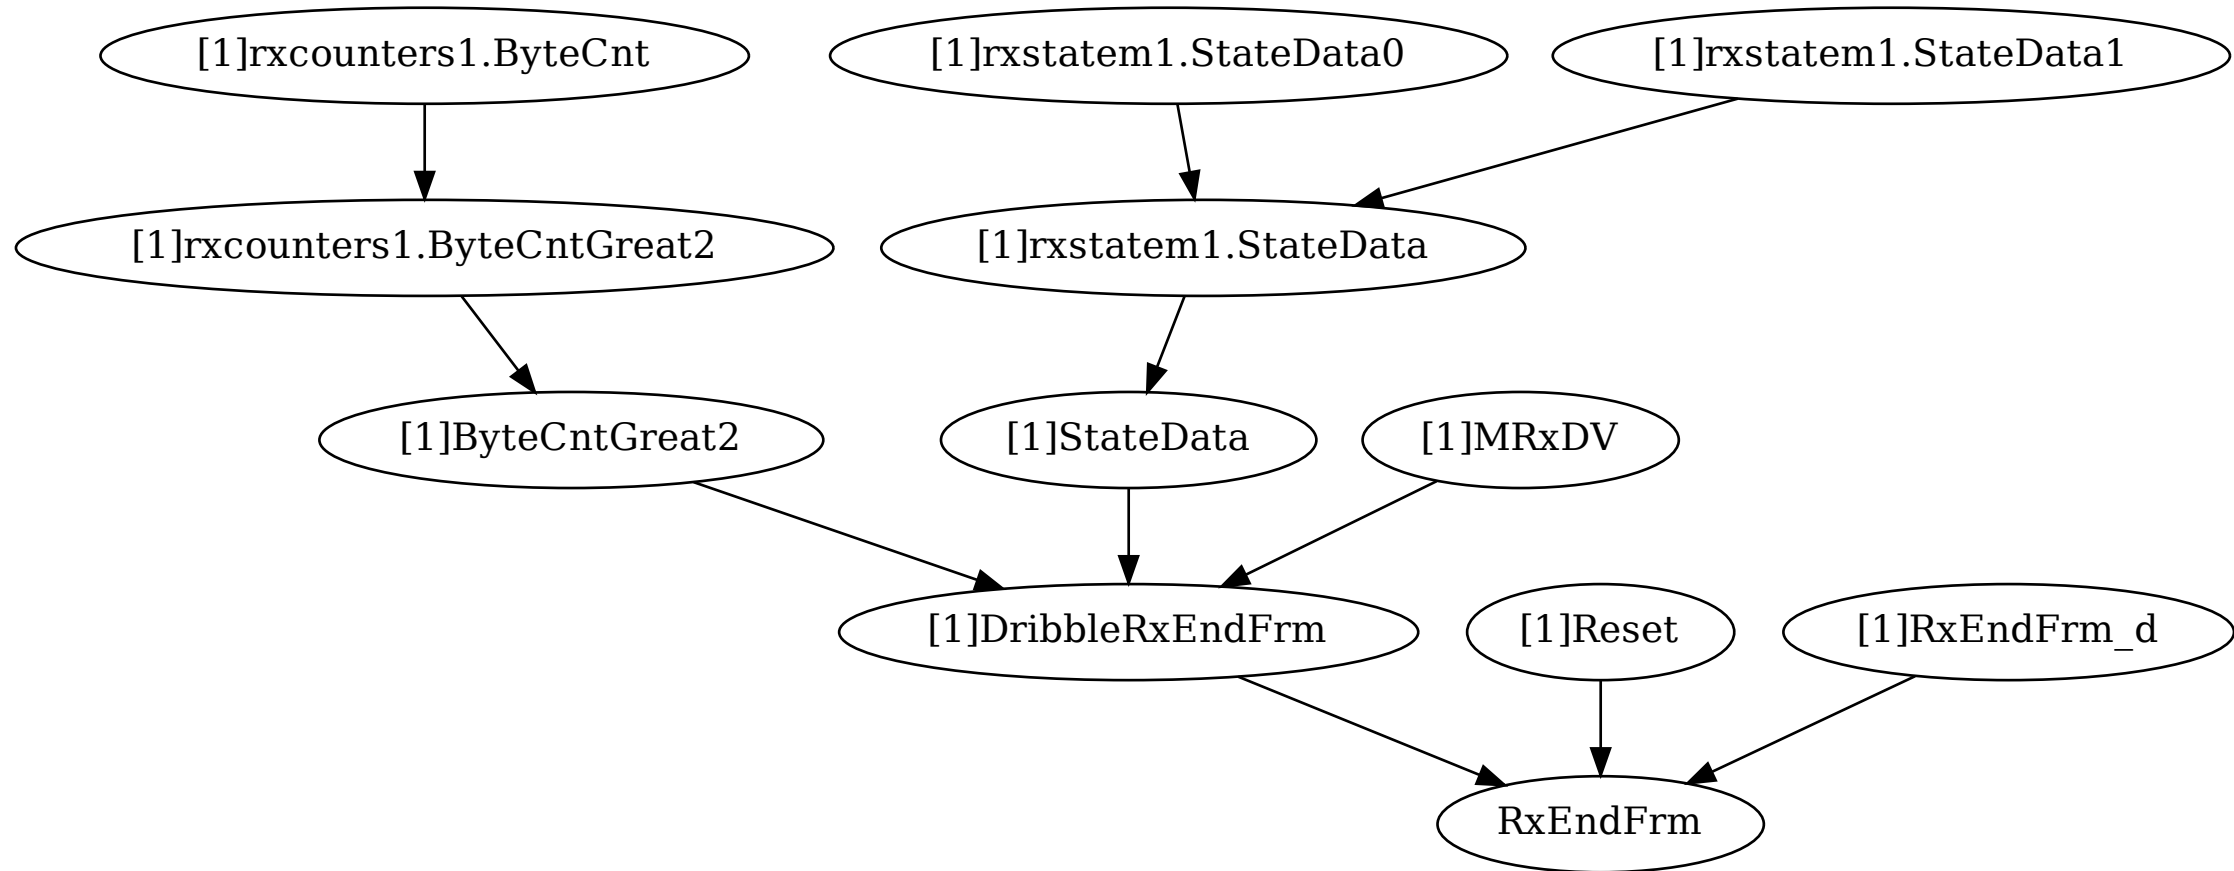 [1]rxcounters1.ByteCnt
[1]rxstatem1.StateData0
[1]rxstatem1.StateData1
[1]rxcounters1.ByteCntGreat2
[1]rxstatem1.StateData
[1]ByteCntGreat2
[1]StateData
[1]MRxDV
[1]DribbleRxEndFrm
[1]Reset
[1]RxEndFrm_d
RxEndFrm